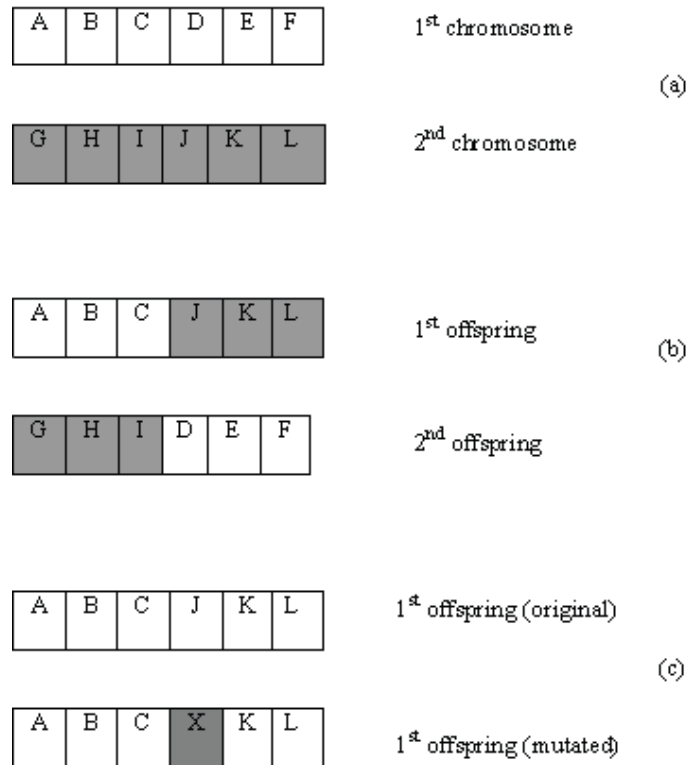 A B C D E F 1st chromosome
(a)
G H I J K L 2nd chromosome
A B C J K L 1st offspring
(b)
G H I D E F 2nd offspring
A B C J K L 1st offspring (original)
(c)
A B C X K L 1st offspring (mutated)